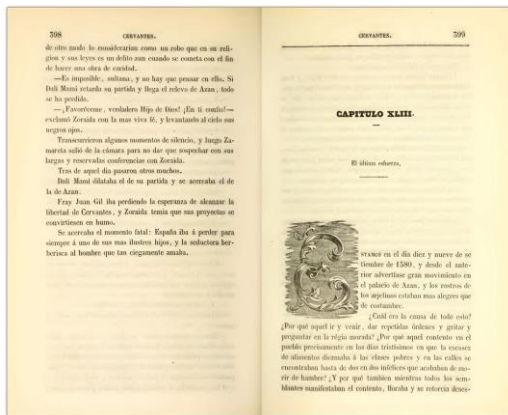 398
CERVANTES.
de otro modo lo considerarian como un robo que en su reli-
gion y sus leyes es un delito aun cuando se cometa con el fin
de hacer una obra de caridad.
—Es imposible, sultana, y no hay que pensar en ello. Si
Dali Mami retarda su partida y llega el relevo de Azan, todo
se ha perdido.
—¡Favoréceme, verdadero Hijo de Dios! ¡En tí confio!—
exclamó Zoraida con la mas viva fé, y levantando al cielo sus
negros ojos.
Transcurrieron algunos momentos de silencio, y luego Za-
mareta salió de la cámara para no dar que sospechar con sus
largas y reservadas conferencias con Zoraida.
Tras de aquel dia pasaron otros muchos.
Dali Mami dilataba el de su partida y se acercaba el de
la de Azan.
Fray Juan Gil iba perdiendo la esperanza de alcanzar la
libertad de Cervantes, y Zoraida temia que sus proyectos se
convirtiesen en humo.
Se acercaba el momento fatal: España iba á perder para
siempre á uno de sus mas ilustres hijos, y la seductora ber-
berisca al hombre que tan ciegamente amaba.
CERVANTES.
399
CAPITULO XLIII.
El último esfuerzo.
ESTAMOS en el dia diez y nueve de se-
tiembre de 1580, y desde el ante-
rior adviértese gran movimiento en
el palacio de Azan, y los rostros de
los arjelinos estaban mas alegres que
de costumbre.
¿Cuál era la causa de todo esto?
¿Por qué aquel ir y venir, dar repetidas órdenes y gritar y
preguntar en la régia morada? ¿Por qué aquel contento en el
pueblo precisamente en los dias tristísimos en que la escasez
de alimento diezmaba á las clases pobres y en las calles se
encontraban hasta de dos en dos infelices que acababan de mo-
rir de hambre? ¿Y por qué tambien mientras todos los sem-
blantes manifestaban el contento, lloraba y se retorcia deses-